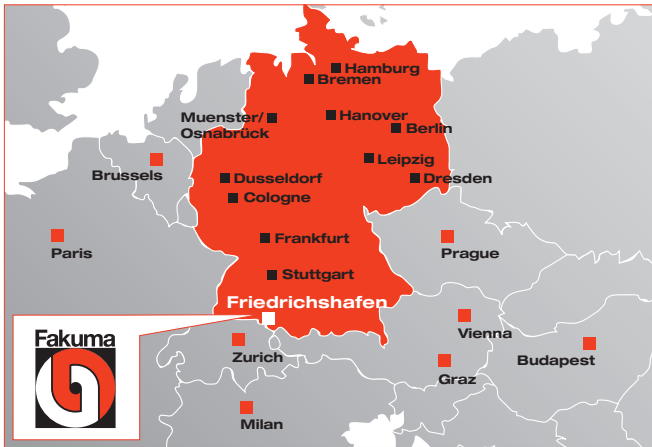 Hamburg
Bremen
Muenster/
Osnabrück
Hanover
Berlin
Leipzig
Brussels
Dusseldorf
Dresden
Cologne
Paris
Frankfurt
Prague
Stuttgart
Friedrichshafen
Fakuma
Vienna
Zurich
Budapest
Graz
Milan